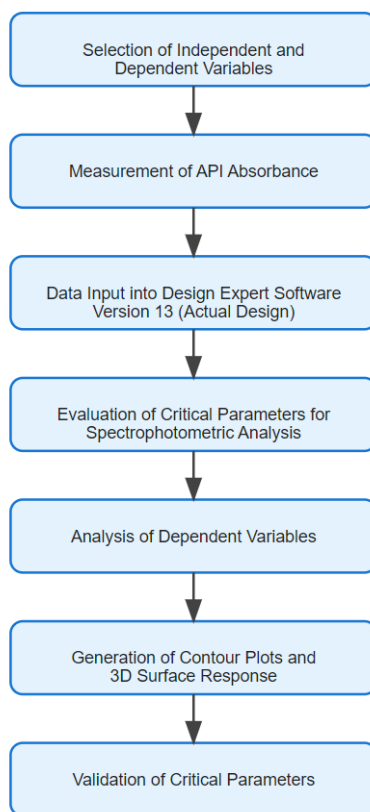 Selection of Independent and
Dependent Variables
Measurement of API Absorbance
Data Input into Design Expert Software
Version 13 (Actual Design)
Evaluation of Critical Parameters for
Spectrophotometric Analysis
Analysis of Dependent Variables
Generation of Contour Plots and
3D Surface Response
Validation of Critical Parameters